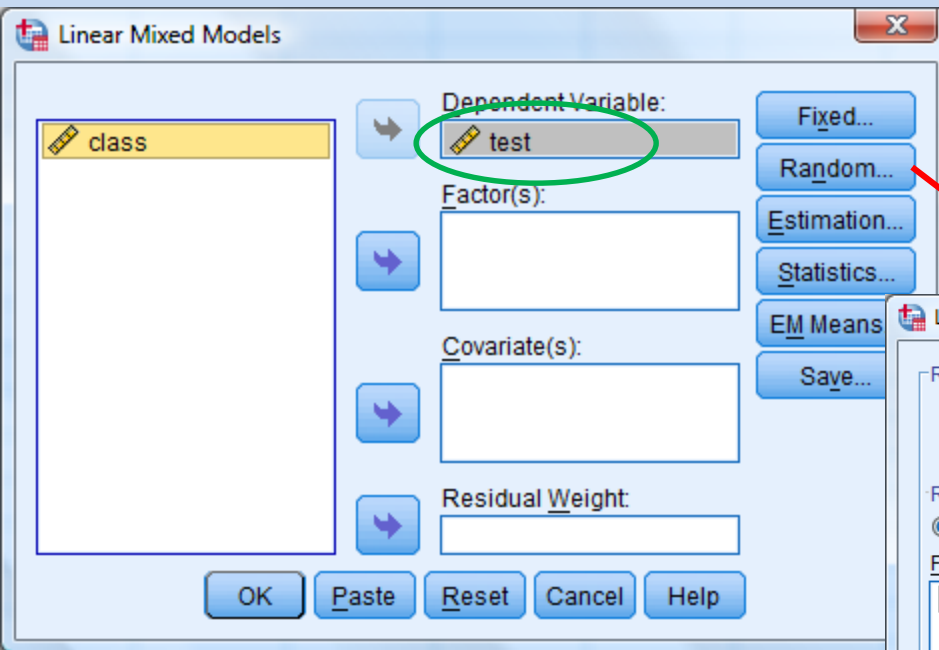 Linear Mixed Models
Dependent Variable:
class
test
Factor(s):
Covariate(s):
Residual Weight:
Fixed...
Random...
Estimation...
Statistics...
EM Means
Save...
OK Paste Reset Cancel Help